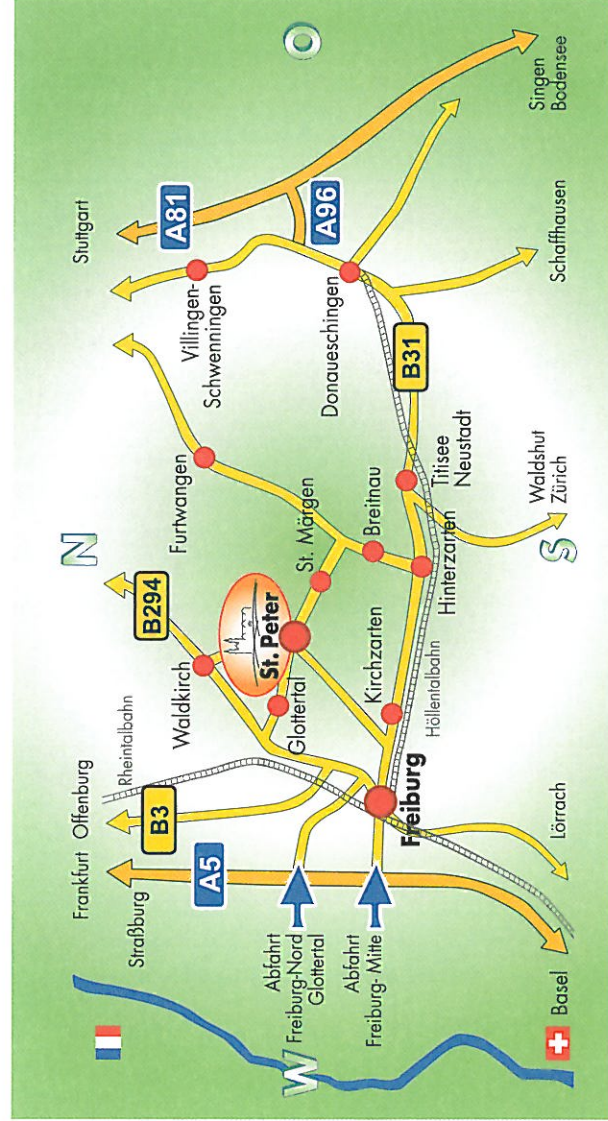 N
O
S
W
Frankfurt
Offenburg
Straßburg
Stuttgart
Rheintalbahn
B3
A5
B294
A81
A96
B31
Waldkirch
Furtwangen
Villingen-
Schwenningen
St. Peter
Glottertal
St. Märgen
Breitnau
Donaueschingen
Kirchzarten
Hinterzarten
Titisee
Neustadt
Höllentalbahn
Freiburg
Abfahrt
Freiburg-Nord
Glottertal
Abfahrt
Freiburg- Mitte
Basel
Lörrach
Waldshut
Zürich
Schaffhausen
Singen
Bodensee